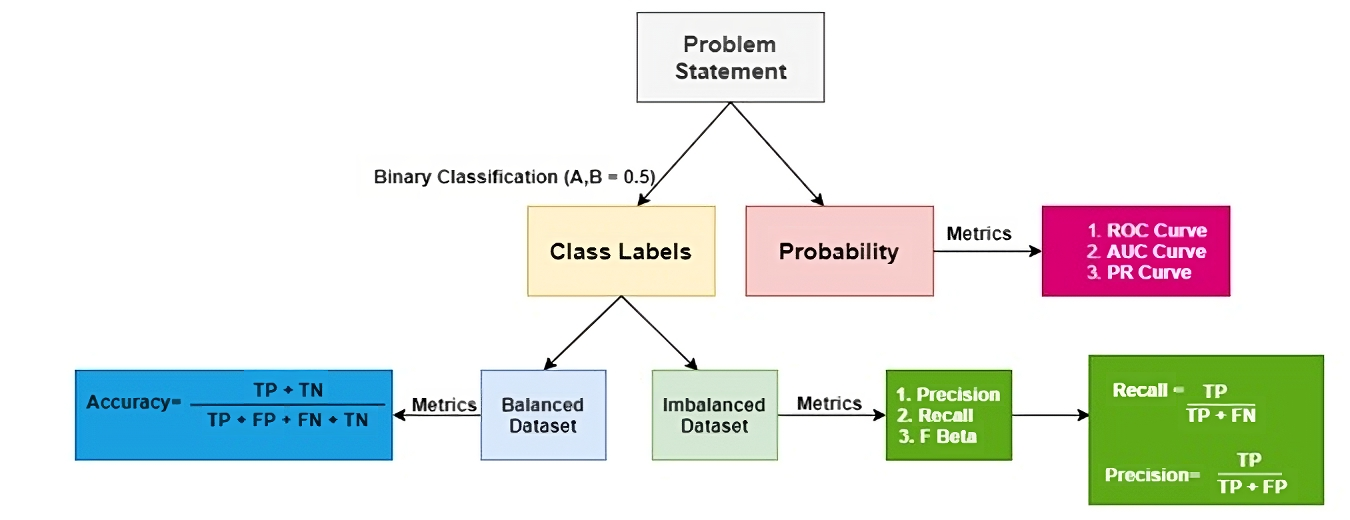 Problem
Statement
Binary Classification (A,B = 0.5)
Class Labels
Probability
Metrics
1. ROC Curve
2. AUC Curve
3. PR Curve
Accuracy=
TP + TN
TP + FP + FN + TN
Metrics
Balanced
Dataset
Imbalanced
Dataset
Metrics
1. Precision
2. Recall
3. F Beta
Recall =
TP
TP + FN
Precision=
TP
TP + FP